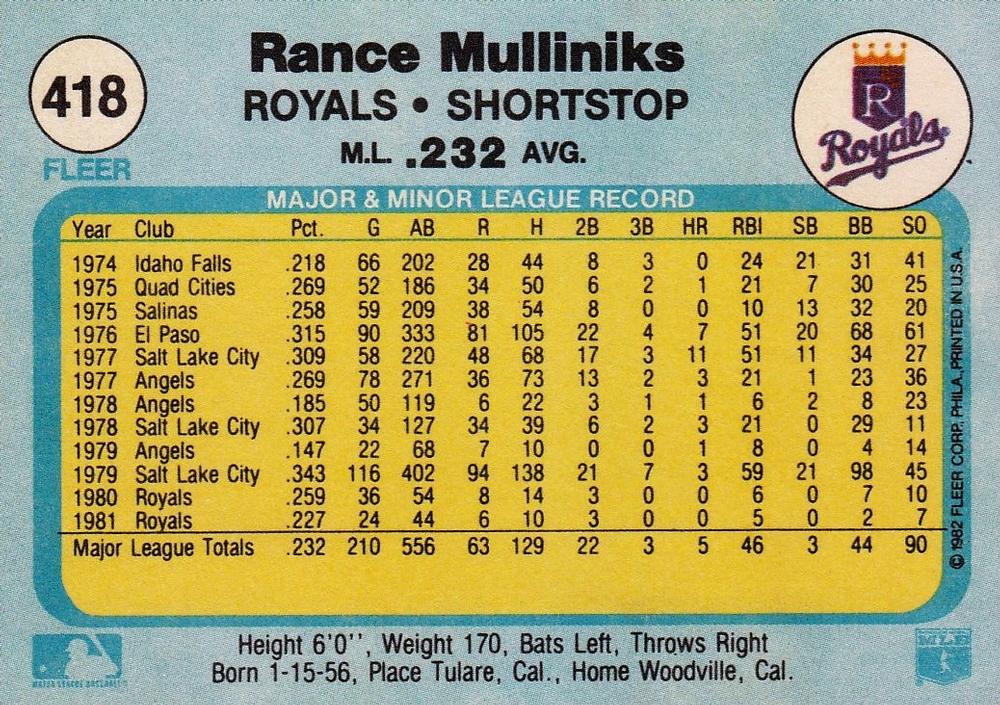 418
FLEER
Rance Mulliniks
ROYALS • SHORTSTOP
M.L. .232 AVG.
R
Royals
MAJOR & MINOR LEAGUE RECORD
Year Club Pct. G AB R H 2B 3B HR RBI SB BB SO
1974 Idaho Falls .218 66 202 28 44 8 3 0 24 21 31 41
1975 Quad Cities .269 52 186 34 50 6 2 1 21 7 30 25
1975 Salinas .258 59 209 38 54 8 0 0 10 13 32 20
1976 El Paso .315 90 333 81 105 22 4 7 51 20 68 61
1977 Salt Lake City .309 58 220 48 68 17 3 11 51 11 34 27
1977 Angels .269 78 271 36 73 13 2 3 21 1 23 36
1978 Angels .185 50 119 6 22 3 1 1 6 2 8 23
1978 Salt Lake City .307 34 127 34 39 6 2 3 21 0 29 11
1979 Angels .147 22 68 7 10 0 0 1 8 0 4 14
1979 Salt Lake City .343 116 402 94 138 21 7 3 59 21 98 45
1980 Royals .259 36 54 8 14 3 0 0 6 0 7 10
1981 Royals .227 24 44 6 10 3 0 0 5 0 2 7
Major League Totals .232 210 556 63 129 22 3 5 46 3 44 90
© 1982 FLEER CORP. PHILA., PRINTED IN U.S.A.
Height 6'0'', Weight 170, Bats Left, Throws Right
Born 1-15-56, Place Tulare, Cal., Home Woodville, Cal.
MAJOR LEAGUE BASEBALL